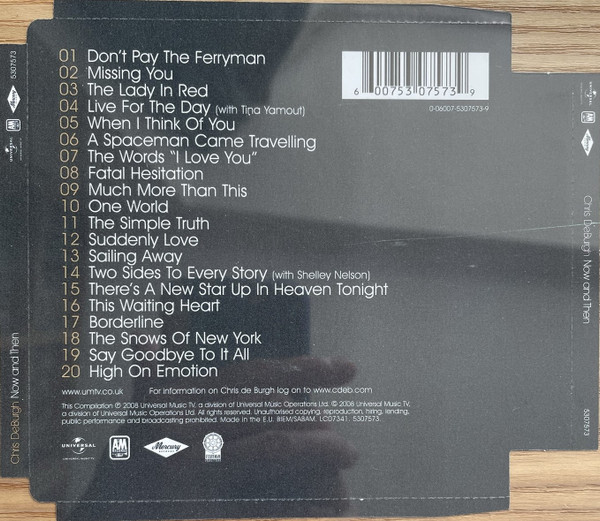 01 Don't Pay The Ferryman
02 Missing You
03 The Lady In Red
04 Live For The Day (with Tina Yamout)
05 When I Think Of You
06 A Spaceman Came Travelling
07 The Words "I Love You"
08 Fatal Hesitation
09 Much More Than This
10 One World
11 The Simple Truth
12 Suddenly Love
13 Sailing Away
14 Two Sides To Every Story (with Shelley Nelson)
15 There's A New Star Up In Heaven Tonight
16 This Waiting Heart
17 Borderline
18 The Snows Of New York
19 Say Goodbye To It All
20 High On Emotion
6 00753 07573 9
0-06007-5307573-9
www.umtv.co.uk For information on Chris de Burgh log on to www.cdeb.com
This Compilation ℗ 2008 Universal Music TV, a division of Universal Music Operations Ltd. © 2008 Universal Music TV,
a division of Universal Music Operations Ltd. All rights reserved. Unauthorised copying, reproduction, hiring, lending,
public performance and broadcasting prohibited. Made in the E.U. BIEM/SABAM. LC07341. 5307573.
UNIVERSAL
A&M
RECORDS
Mercury
Chris DeBurgh Now and Then
5307573
A&M
Chris DeBurgh Now and Then
5307573
A&M